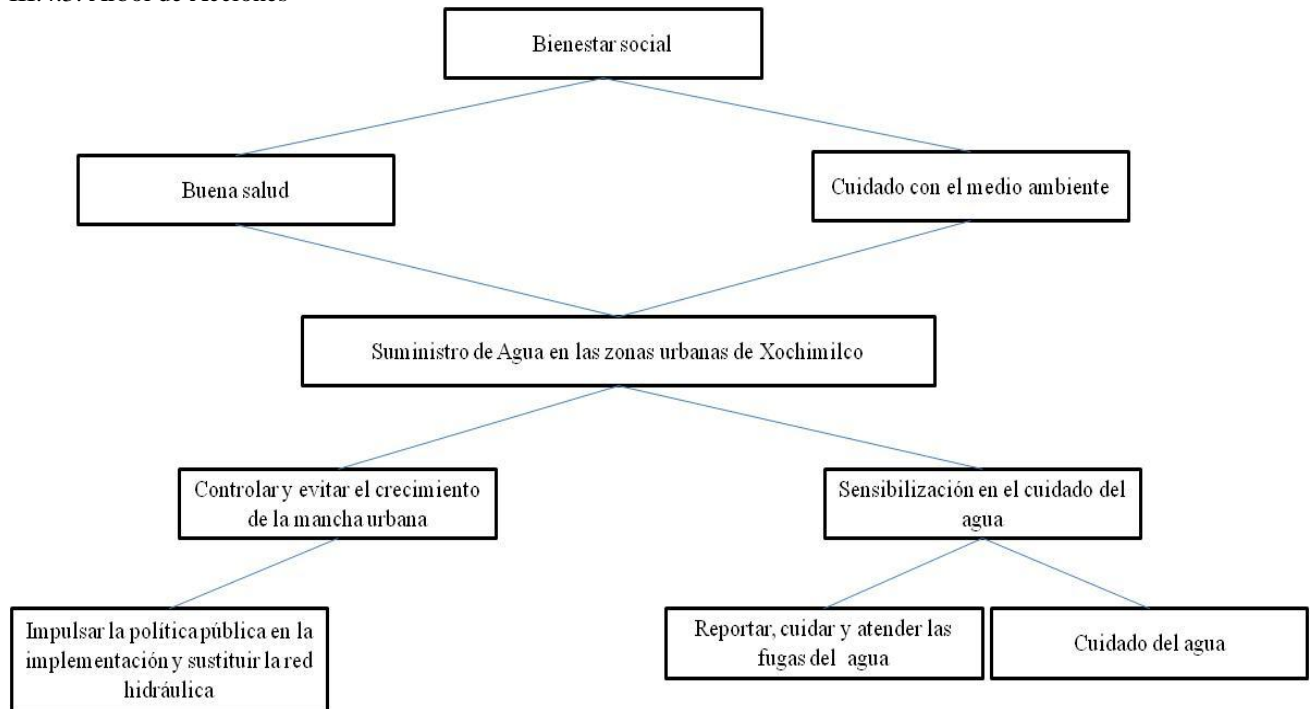 Bienestar social
Buena salud
Cuidado con el medio ambiente
Suministro de Agua en las zonas urbanas de Xochimilco
Controlar y evitar el crecimiento
de la mancha urbana
Sensibilización en el cuidado del
agua
Impulsar la política pública en la
implementación y sustituir la red
hidráulica
Reportar, cuidar y atender las
fugas del agua
Cuidado del agua